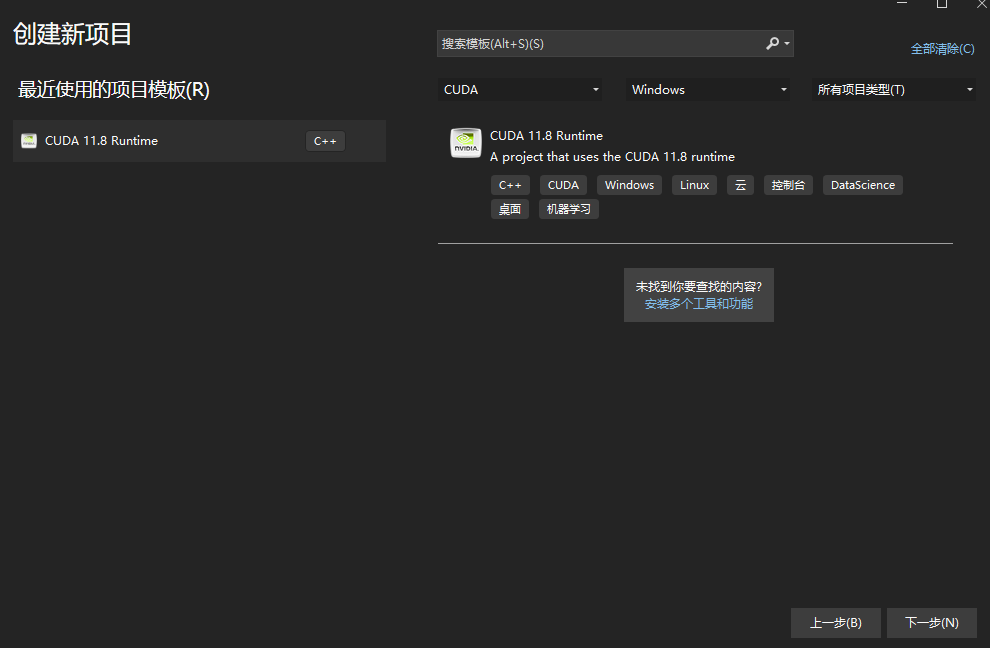 创建新项目
最近使用的项目模板(R)
CUDA 11.8 Runtime
C++
搜索模板(Alt+S)(S)
全部清除(C)
CUDA
Windows
所有项目类型(T)
NVIDIA.
CUDA 11.8 Runtime
A project that uses the CUDA 11.8 runtime
C++ CUDA Windows Linux 云 控制台 DataScience
桌面 机器学习
未找到你要查找的内容?
安装多个工具和功能
上一步(B)
下一步(N)